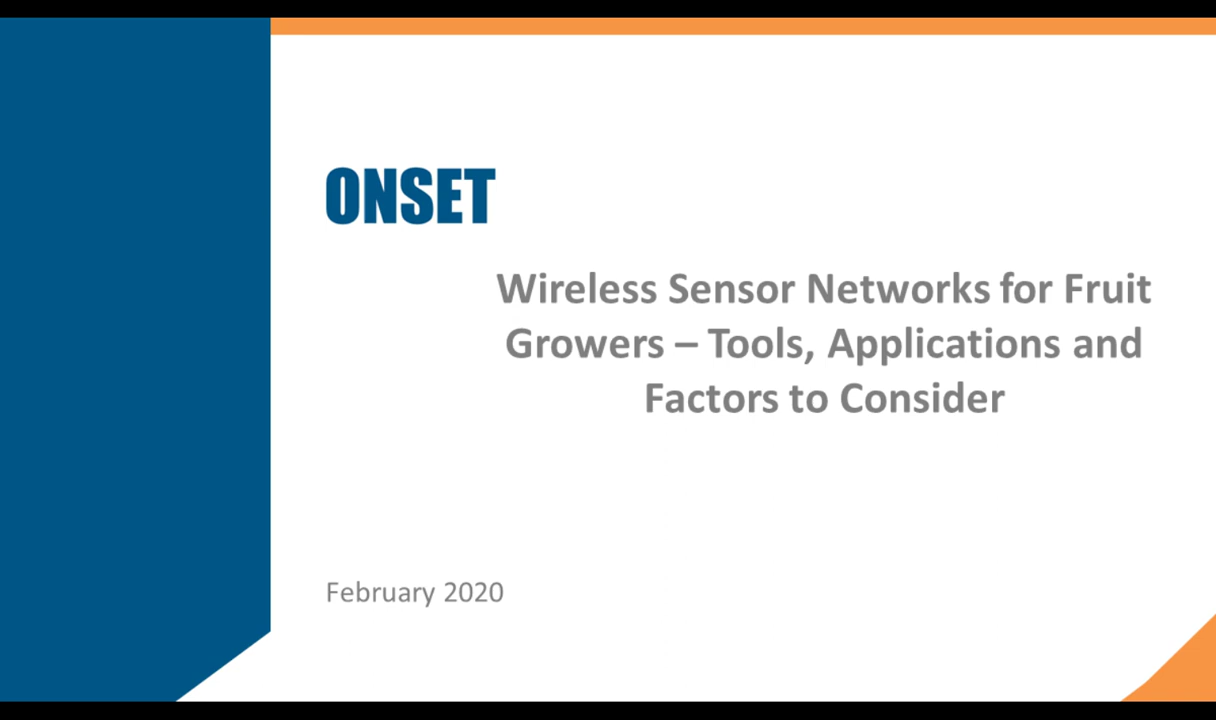 ONSET
Wireless Sensor Networks for Fruit
Growers – Tools, Applications and
Factors to Consider
February 2020